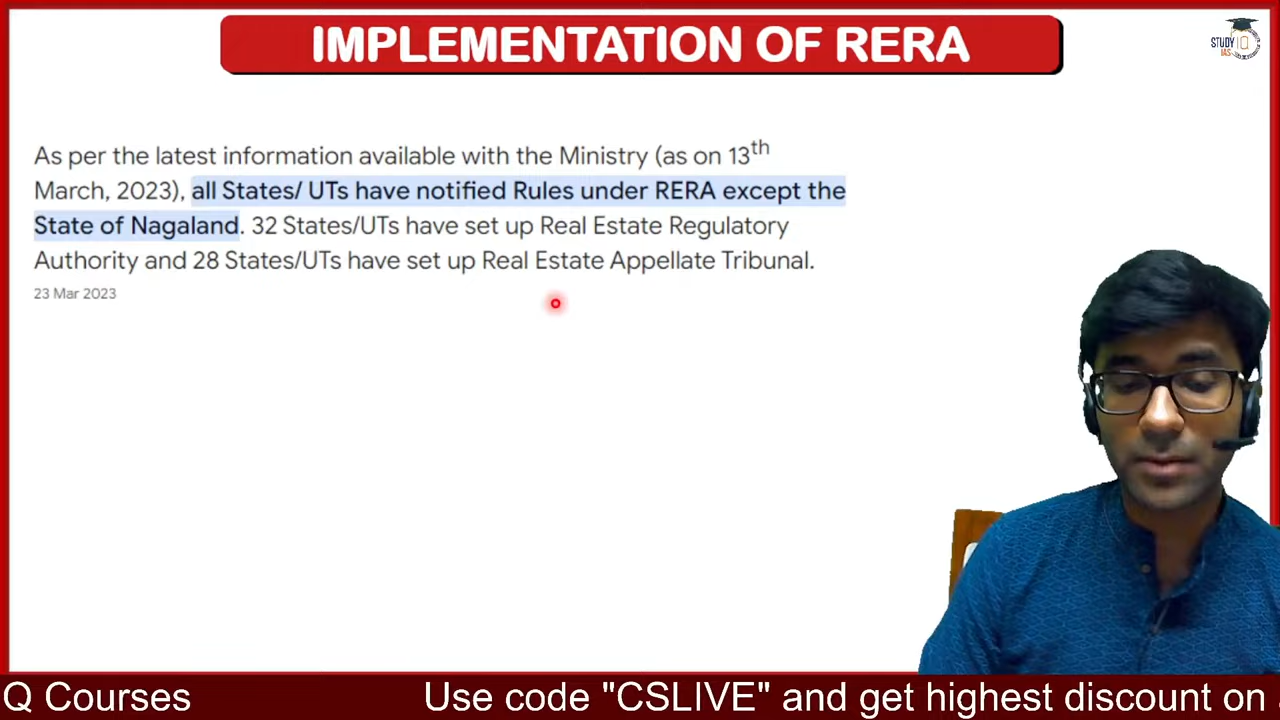 IMPLEMENTATION OF RERA
STUDY IQ
IAS
As per the latest information available with the Ministry (as on 13th
March, 2023), all States/ UTs have notified Rules under RERA except the
State of Nagaland. 32 States/UTs have set up Real Estate Regulatory
Authority and 28 States/UTs have set up Real Estate Appellate Tribunal.
23 Mar 2023
Q Courses Use code "CSLIVE" and get highest discount on